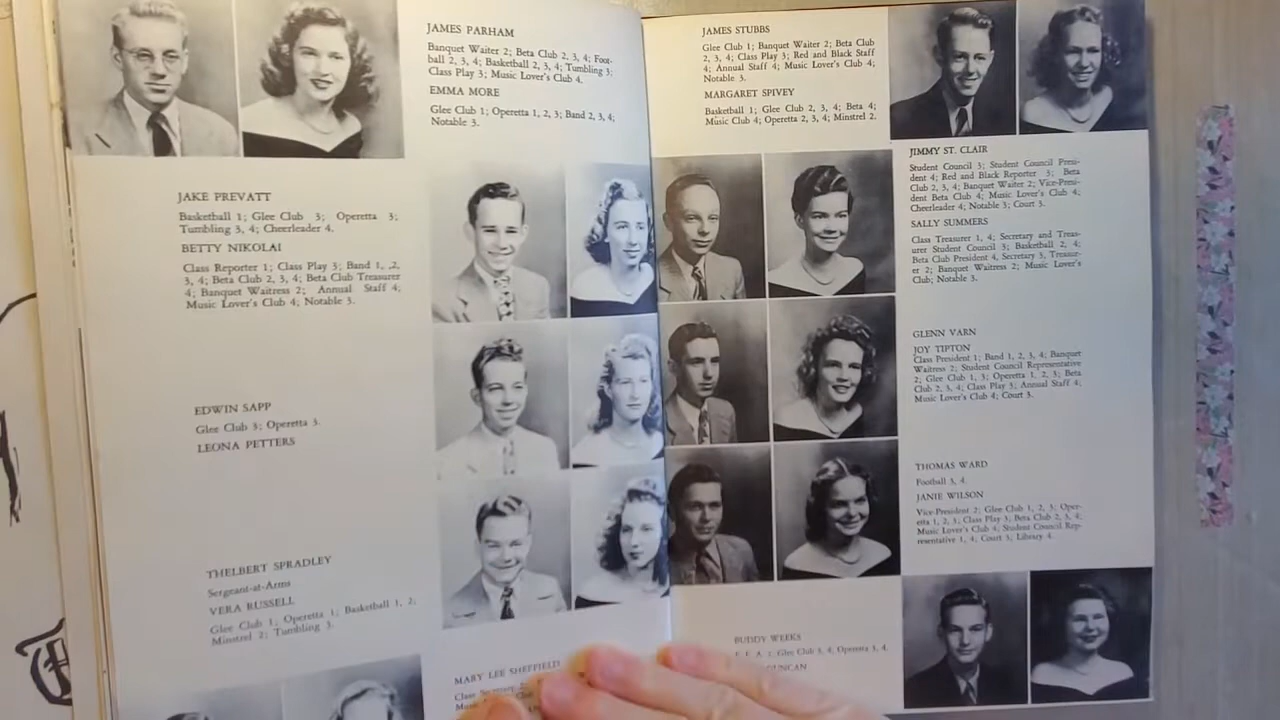 JAMES PARHAM
Banquet Waiter 2; Beta Club 2, 3, 4; Foot-
ball 2, 3, 4; Basketball 2, 3, 4; Tumbling 3;
Class Play 3; Music Lover's Club 4.
EMMA MORE
Glee Club 1; Operetta 1, 2, 3; Band 2, 3, 4;
Notable 3.
JAKE PREVATT
Basketball 1; Glee Club 3; Operetta 3;
Tumbling 3, 4; Cheerleader 4.
BETTY NIKOLAI
Class Reporter 1; Class Play 3; Band 1, 2,
3, 4; Beta Club 2, 3, 4; Beta Club Treasurer
4; Banquet Waitress 2; Annual Staff 4;
Music Lover's Club 4; Notable 3.
EDWIN SAPP
Glee Club 3; Operetta 3.
LEONA PETTERS
THELBERT SPRADLEY
Sergeant-at-Arms
VERA RUSSELL
Glee Club 1; Operetta 1; Basketball 1, 2;
Minstrel 2; Tumbling 3.
MARY LEE SHEFFIELD
Class
JAMES STUBBS
Glee Club 1; Banquet Waiter 2; Beta Club
2, 3, 4; Class Play 3; Red and Black Staff
4; Annual Staff 4; Music Lover's Club 4;
Notable 3.
MARGARET SPIVEY
Basketball 1; Glee Club 2, 3, 4; Beta 4;
Music Club 4; Operetta 2, 3, 4; Minstrel 2.
JIMMY ST. CLAIR
Student Council 3; Student Council Presi-
dent 4; Red and Black Reporter 3; Beta
Club 2, 3, 4; Banquet Waiter 2; Vice-Presi-
dent Beta Club 4; Music Lover's Club 4;
Cheerleader 4; Notable 3; Court 3.
SALLY SUMMERS
Class Treasurer 1, 4; Secretary and Treas-
urer Student Council 3; Basketball 2, 4;
Beta Club President 4, Secretary 3, Treasur-
er 2; Banquet Waitress 2; Music Lover's
Club; Notable 3.
GLENN VARN
JOY TIPTON
Class President 1; Band 1, 2, 3, 4; Banquet
Waitress 2; Student Council Representative
2; Glee Club 1, 3; Operetta 1, 2, 3; Beta
Club 2, 3, 4; Class Play 3; Annual Staff 4;
Music Lover's Club 4; Court 3.
THOMAS WARD
Football 3, 4.
JANIE WILSON
Vice-President 2; Glee Club 1, 2, 3; Oper-
etta 1, 2, 3; Class Play 3; Beta Club 2, 3, 4;
Music Lover's Club 4; Student Council Rep-
resentative 1, 4; Court 3; Library 4.
BUDDY WEEKS
Glee Club 3, 4, Operetta 3, 4.
DUNCAN